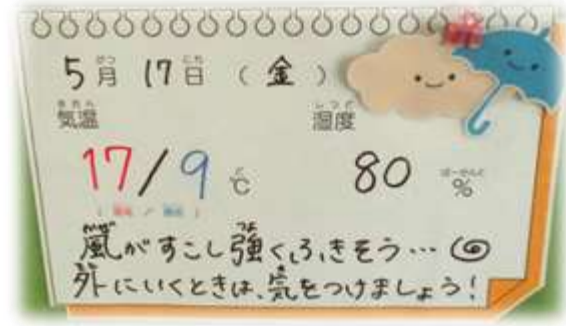 5月 17日 (金)
気温 湿度
17/9℃ 80%
風がすこし強くふきそう…
外にいくときは、気をつけましょう!